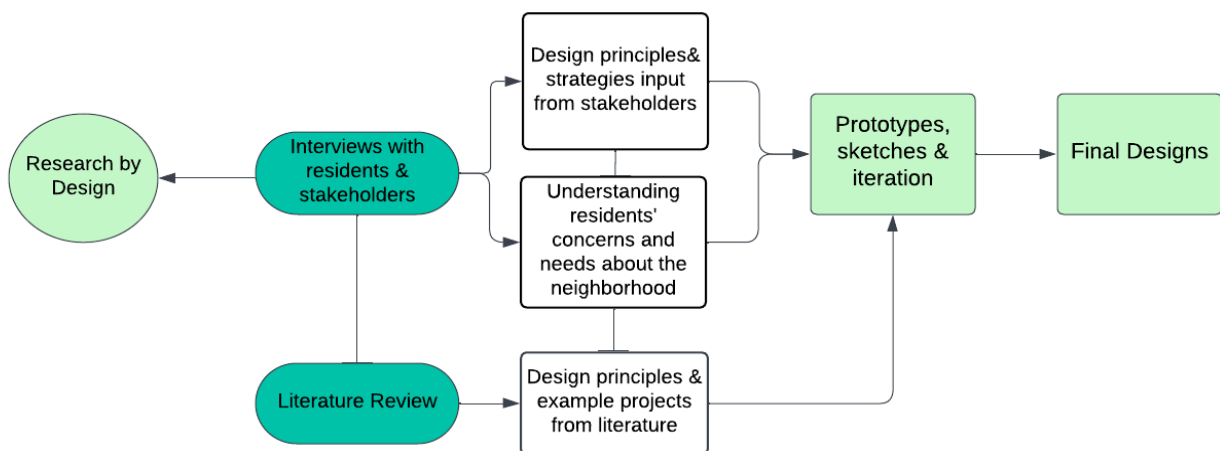 Research by
Design
Interviews with
residents &
stakeholders
Literature Review
Design principles&
strategies input
from stakeholders
Understanding
residents'
concerns and
needs about the
neighborhood
Design principles &
example projects
from literature
Prototypes,
sketches &
iteration
Final Designs